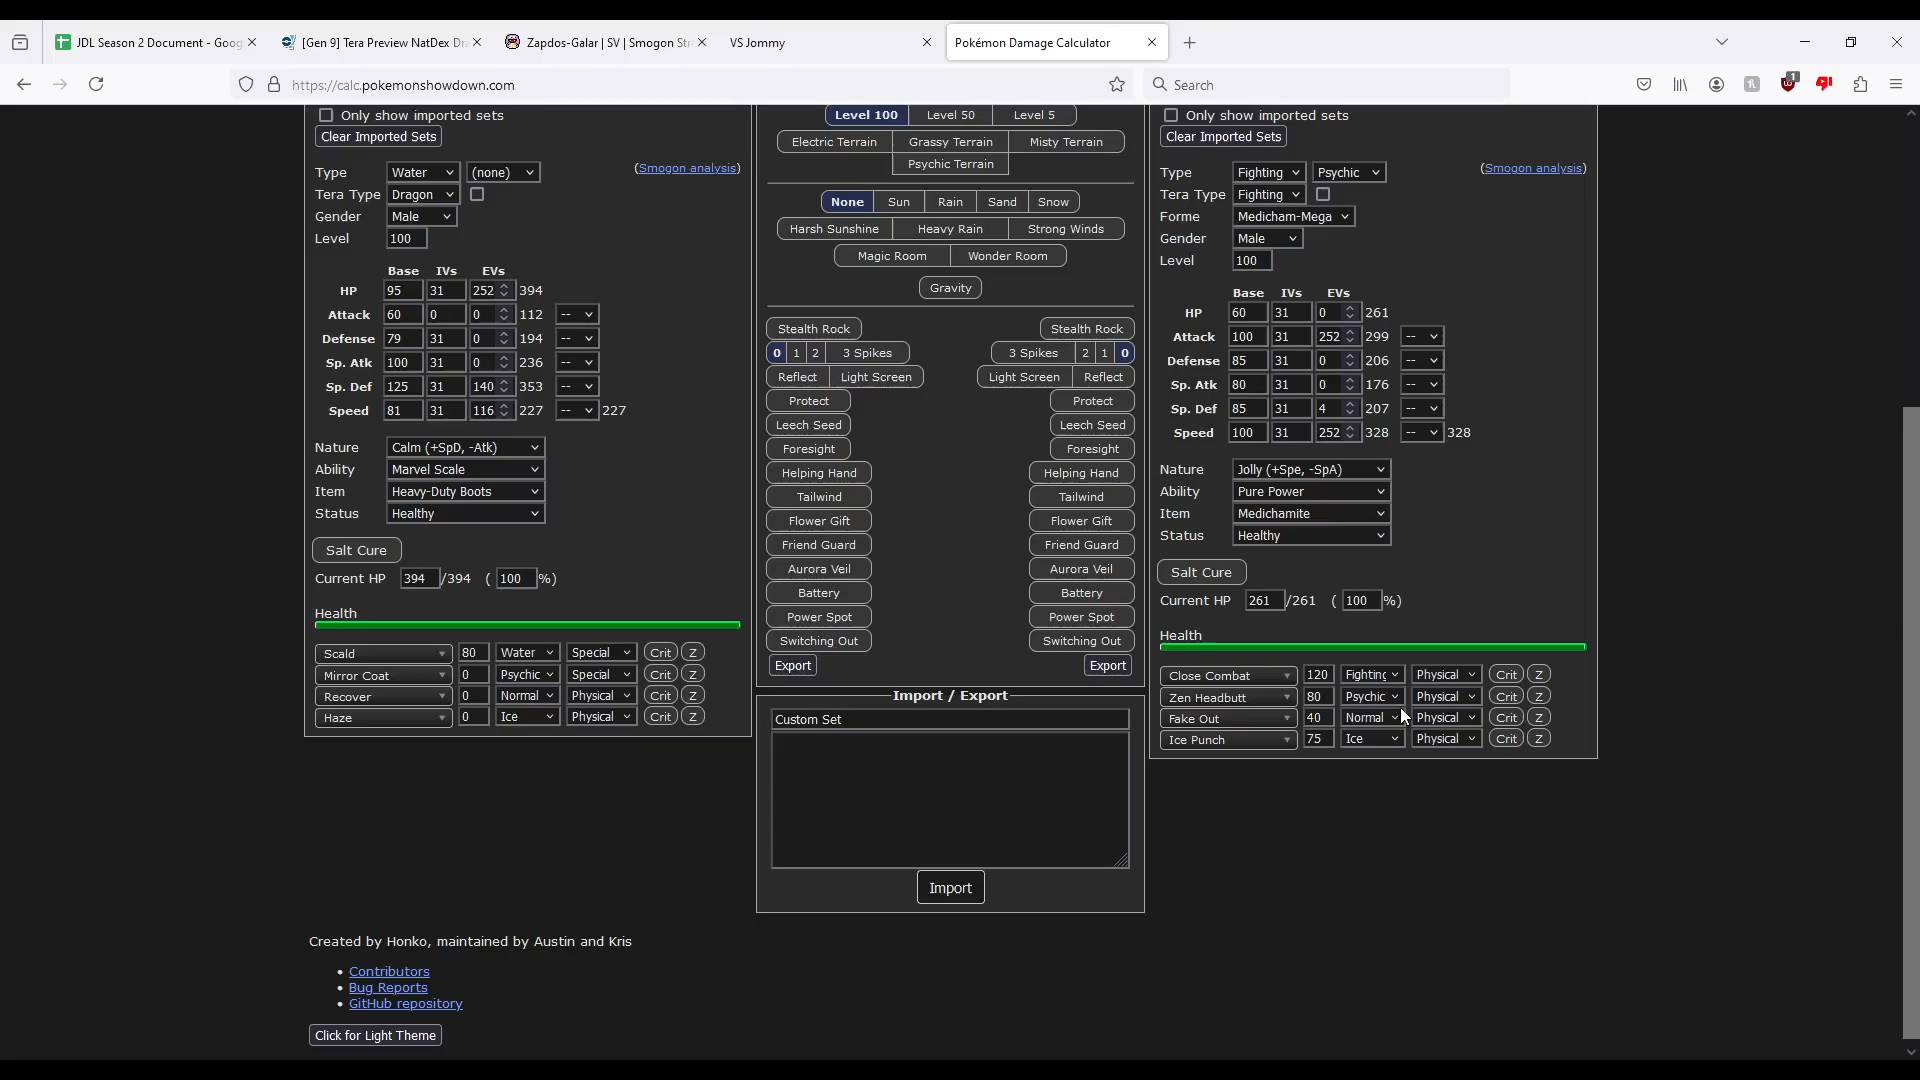 JDL Season 2 Document - Goog
[Gen 9] Tera Preview NatDex Dra
Zapdos-Galar | SV | Smogon Str
VS Jommy
Pokémon Damage Calculator
https://calc.pokemonshowdown.com
Search
1
Only show imported sets
Clear Imported Sets
Type Water (none) (Smogon analysis)
Tera Type Dragon
Gender Male
Level 100
Base IVs EVs
HP 95 31 252 394
Attack 60 0 0 112 --
Defense 79 31 0 194 --
Sp. Atk 100 31 0 236 --
Sp. Def 125 31 140 353 --
Speed 81 31 116 227 -- 227
Nature Calm (+SpD, -Atk)
Ability Marvel Scale
Item Heavy-Duty Boots
Status Healthy
Salt Cure
Current HP 394 /394 ( 100 %)
Health
Scald 80 Water Special Crit Z
Mirror Coat 0 Psychic Special Crit Z
Recover 0 Normal Physical Crit Z
Haze 0 Ice Physical Crit Z
Level 100 Level 50 Level 5
Electric Terrain Grassy Terrain Misty Terrain
Psychic Terrain
None Sun Rain Sand Snow
Harsh Sunshine Heavy Rain Strong Winds
Magic Room Wonder Room
Gravity
Stealth Rock Stealth Rock
0 1 2 3 Spikes 3 Spikes 2 1 0
Reflect Light Screen Light Screen Reflect
Protect Protect
Leech Seed Leech Seed
Foresight Foresight
Helping Hand Helping Hand
Tailwind Tailwind
Flower Gift Flower Gift
Friend Guard Friend Guard
Aurora Veil Aurora Veil
Battery Battery
Power Spot Power Spot
Switching Out Switching Out
Export Export
Import / Export
Custom Set
Import
Only show imported sets
Clear Imported Sets
Type Fighting Psychic (Smogon analysis)
Tera Type Fighting
Forme Medicham-Mega
Gender Male
Level 100
Base IVs EVs
HP 60 31 0 261
Attack 100 31 252 299 --
Defense 85 31 0 206 --
Sp. Atk 80 31 0 176 --
Sp. Def 85 31 4 207 --
Speed 100 31 252 328 -- 328
Nature Jolly (+Spe, -SpA)
Ability Pure Power
Item Medichamite
Status Healthy
Salt Cure
Current HP 261 /261 ( 100 %)
Health
Close Combat 120 Fighting Physical Crit Z
Zen Headbutt 80 Psychic Physical Crit Z
Fake Out 40 Normal Physical Crit Z
Ice Punch 75 Ice Physical Crit Z
Created by Honko, maintained by Austin and Kris
• Contributors
• Bug Reports
• GitHub repository
Click for Light Theme